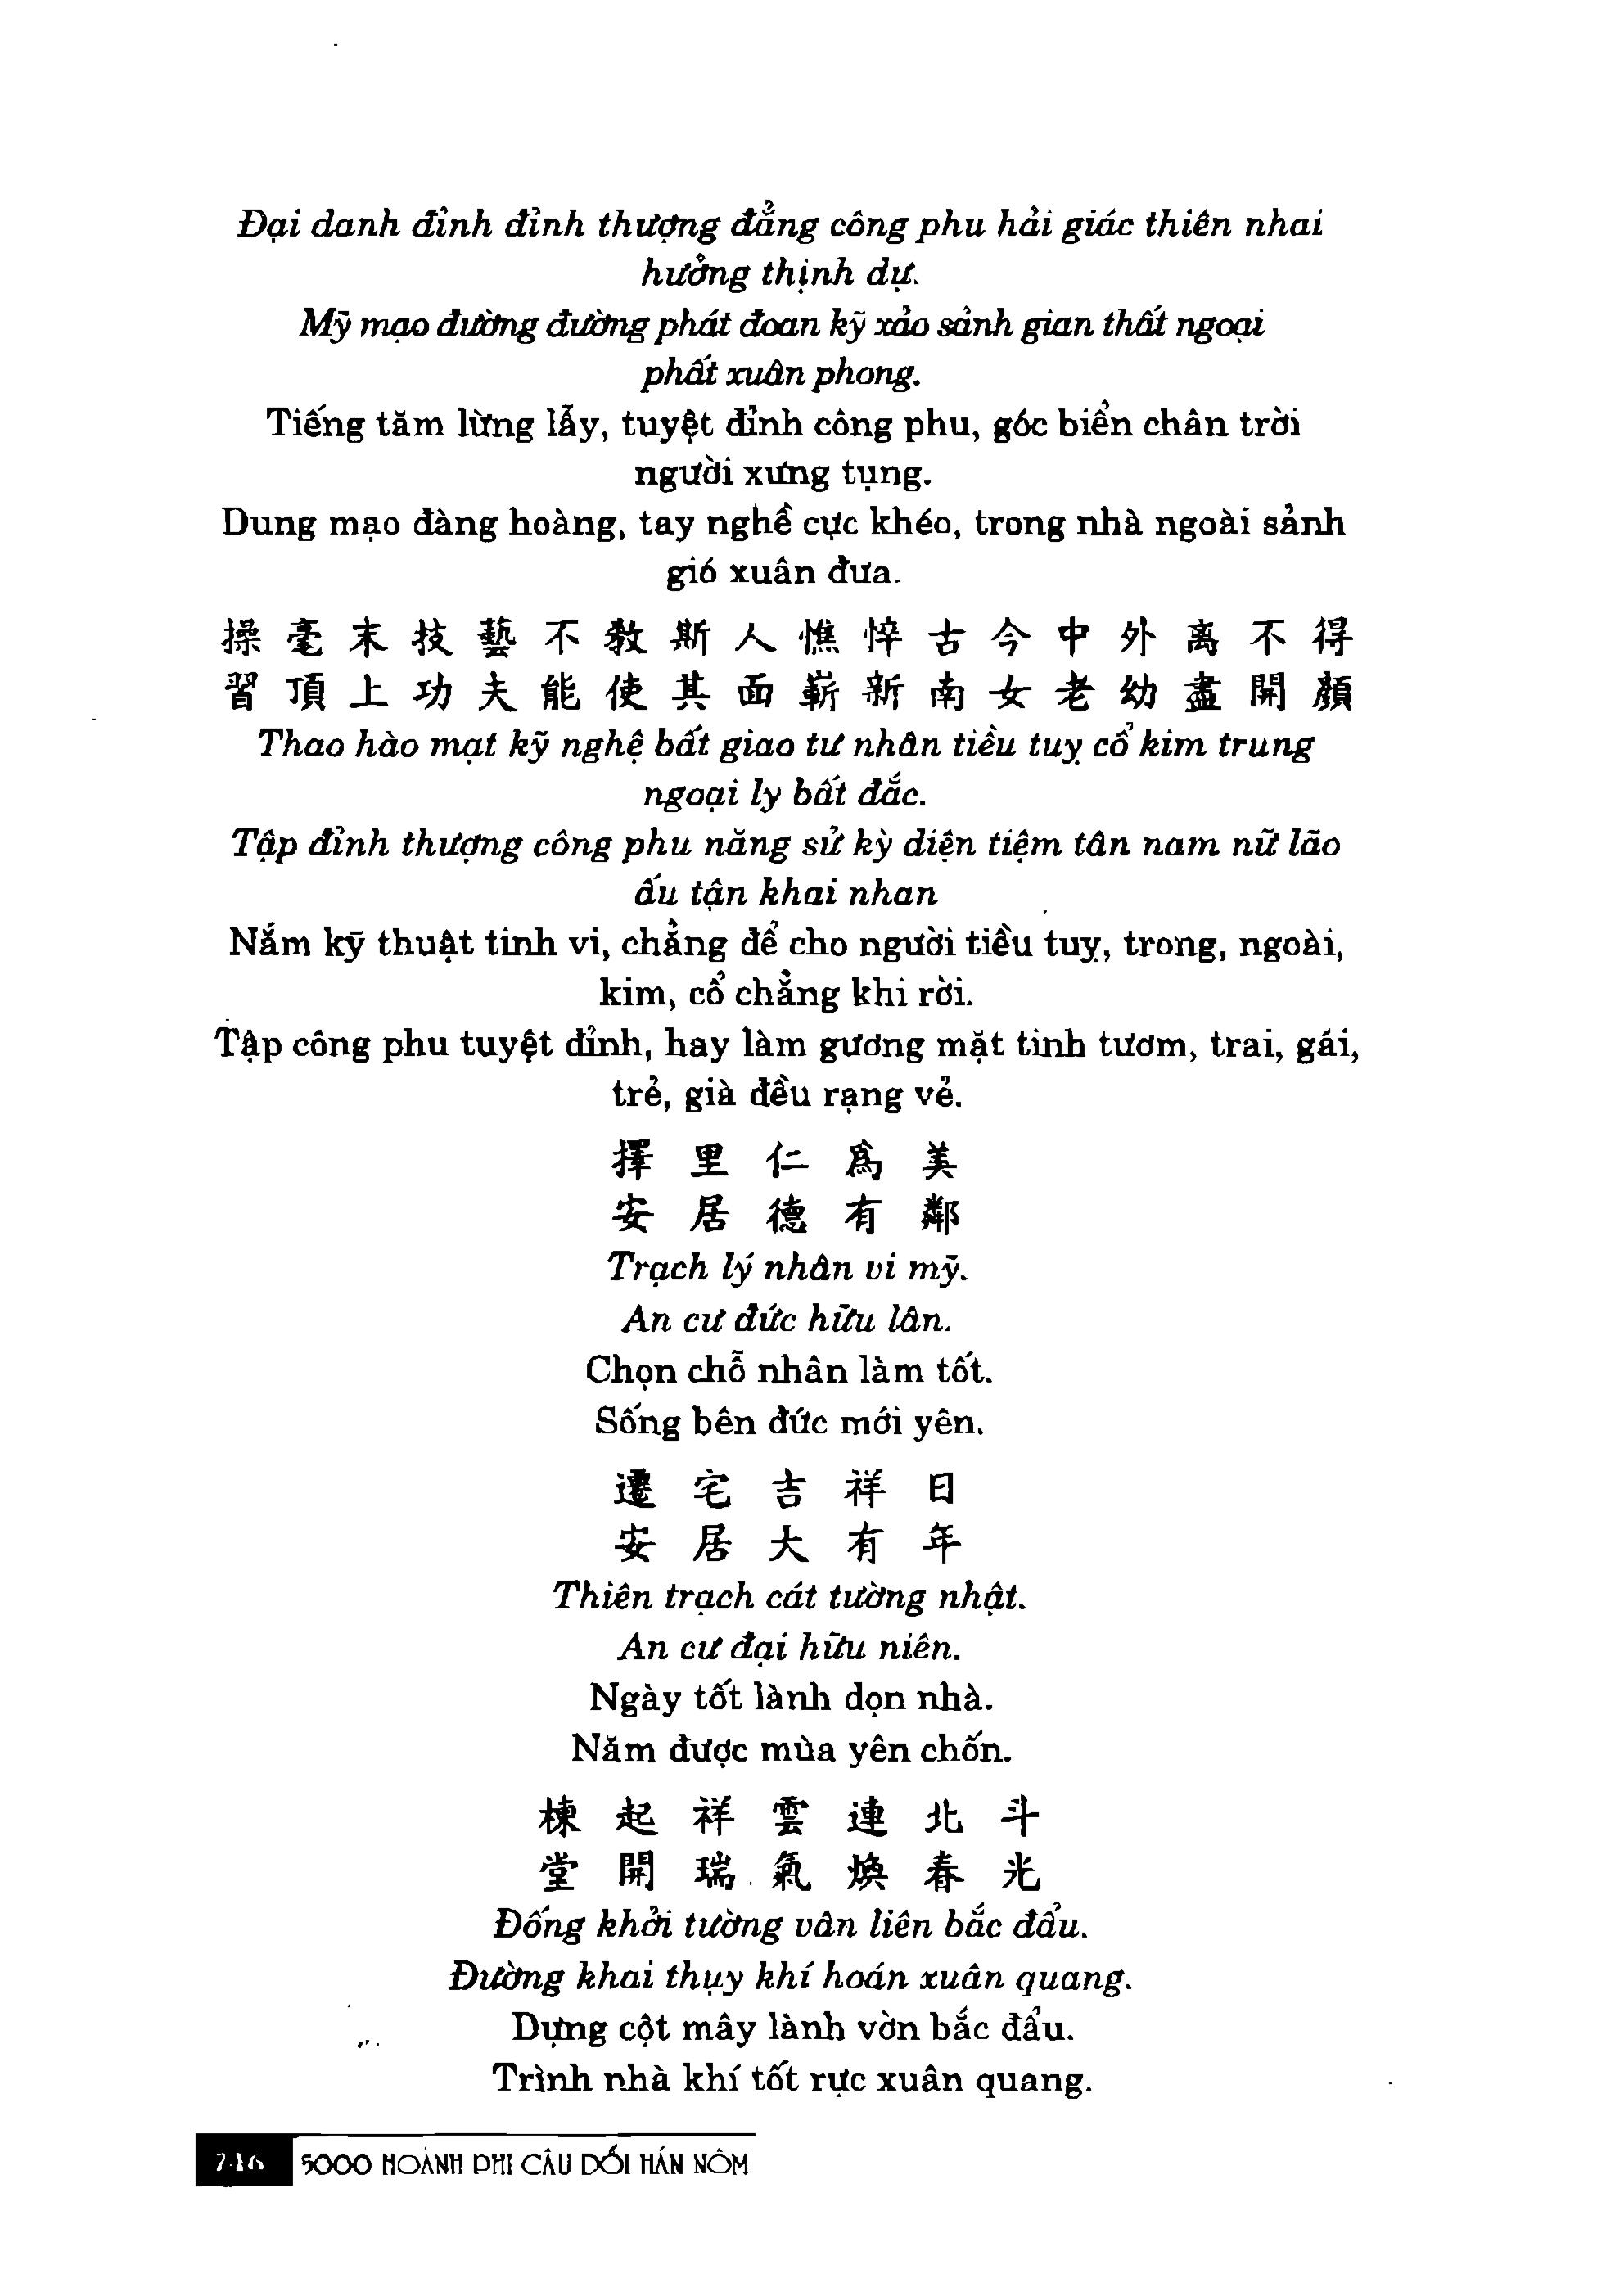 Đại danh đỉnh đỉnh thượng đẳng công phu hải giác thiên nhai
hưởng thịnh dự.
Mỹ mạo đường đường phát đoan kỹ xảo sảnh gian thất ngoại
phất xuân phong.
Tiếng tăm lừng lẫy, tuyệt đỉnh công phu, góc biển chân trời
người xưng tụng.
Dung mạo đàng hoàng, tay nghề cực khéo, trong nhà ngoài sảnh
gió xuân đưa.
操毫末技藝不教斯人憔悴古今中外离不得
習頂上功夫能使其面嶄新南女老幼盡開顏
Thao hào mạt kỹ nghệ bất giao tư nhân tiều tuỵ cổ kim trung
ngoại ly bất đắc.
Tập đỉnh thượng công phu năng sử kỳ diện tiệm tân nam nữ lão
ấu tận khai nhan
Nắm kỹ thuật tinh vi, chẳng để cho người tiều tuỵ, trong, ngoài,
kim, cổ chẳng khi rời.
Tập công phu tuyệt đỉnh, hay làm gương mặt tinh tươm, trai, gái,
trẻ, già đều rạng vẻ.
擇里仁為美
安居德有鄰
Trạch lý nhân vi mỹ.
An cư đức hữu lân.
Chọn chỗ nhân làm tốt.
Sống bên đức mới yên.
遷宅吉祥日
安居大有年
Thiên trạch cát tường nhật.
An cư đại hữu niên.
Ngày tốt lành dọn nhà.
Năm được mùa yên chốn.
棟起祥雲連北斗
堂開瑞氣煥春光
Đống khởi tường vân liên bắc đẩu.
Đường khai thụy khí hoán xuân quang.
Dựng cột mây lành vờn bắc đẩu.
Trình nhà khí tốt rực xuân quang.
746 5000 HOÀNH PHI CÂU ĐỐI HÁN NÔM